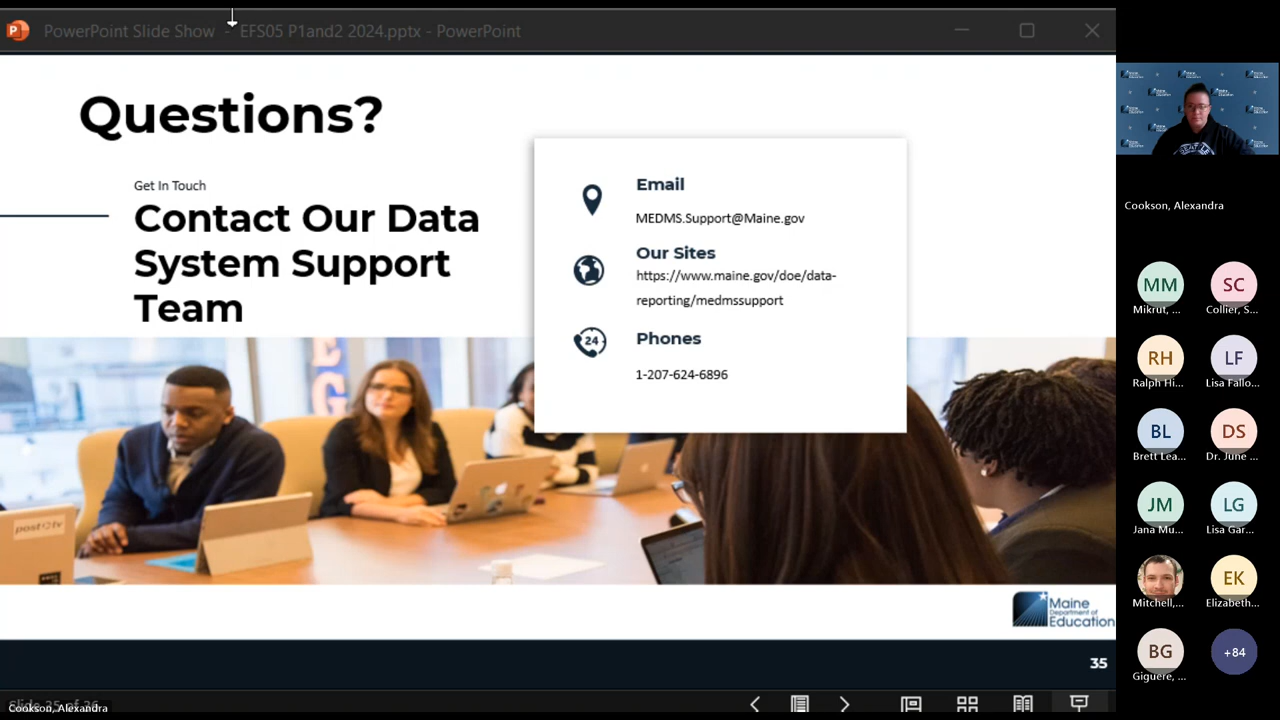 PowerPoint Slide Show - EFS05 P1and2 2024.pptx - PowerPoint
Questions?
Get In Touch
Contact Our Data
System Support
Team
Email
MEDMS.Support@Maine.gov
Our Sites
https://www.maine.gov/doe/data-
reporting/medmssupport
24
Phones
1-207-624-6896
post tv
Maine
Department of
Education
35
Cookson, Alexandra
Cookson, Alexandra
MM
Mikrut, ...
SC
Collier, S...
RH
Ralph Hi...
LF
Lisa Fallo...
BL
Brett Lea...
DS
Dr. June ...
JM
Jana Mu...
LG
Lisa Gar...
Mitchell,...
EK
Elizabeth...
BG
Giguere, ...
+84